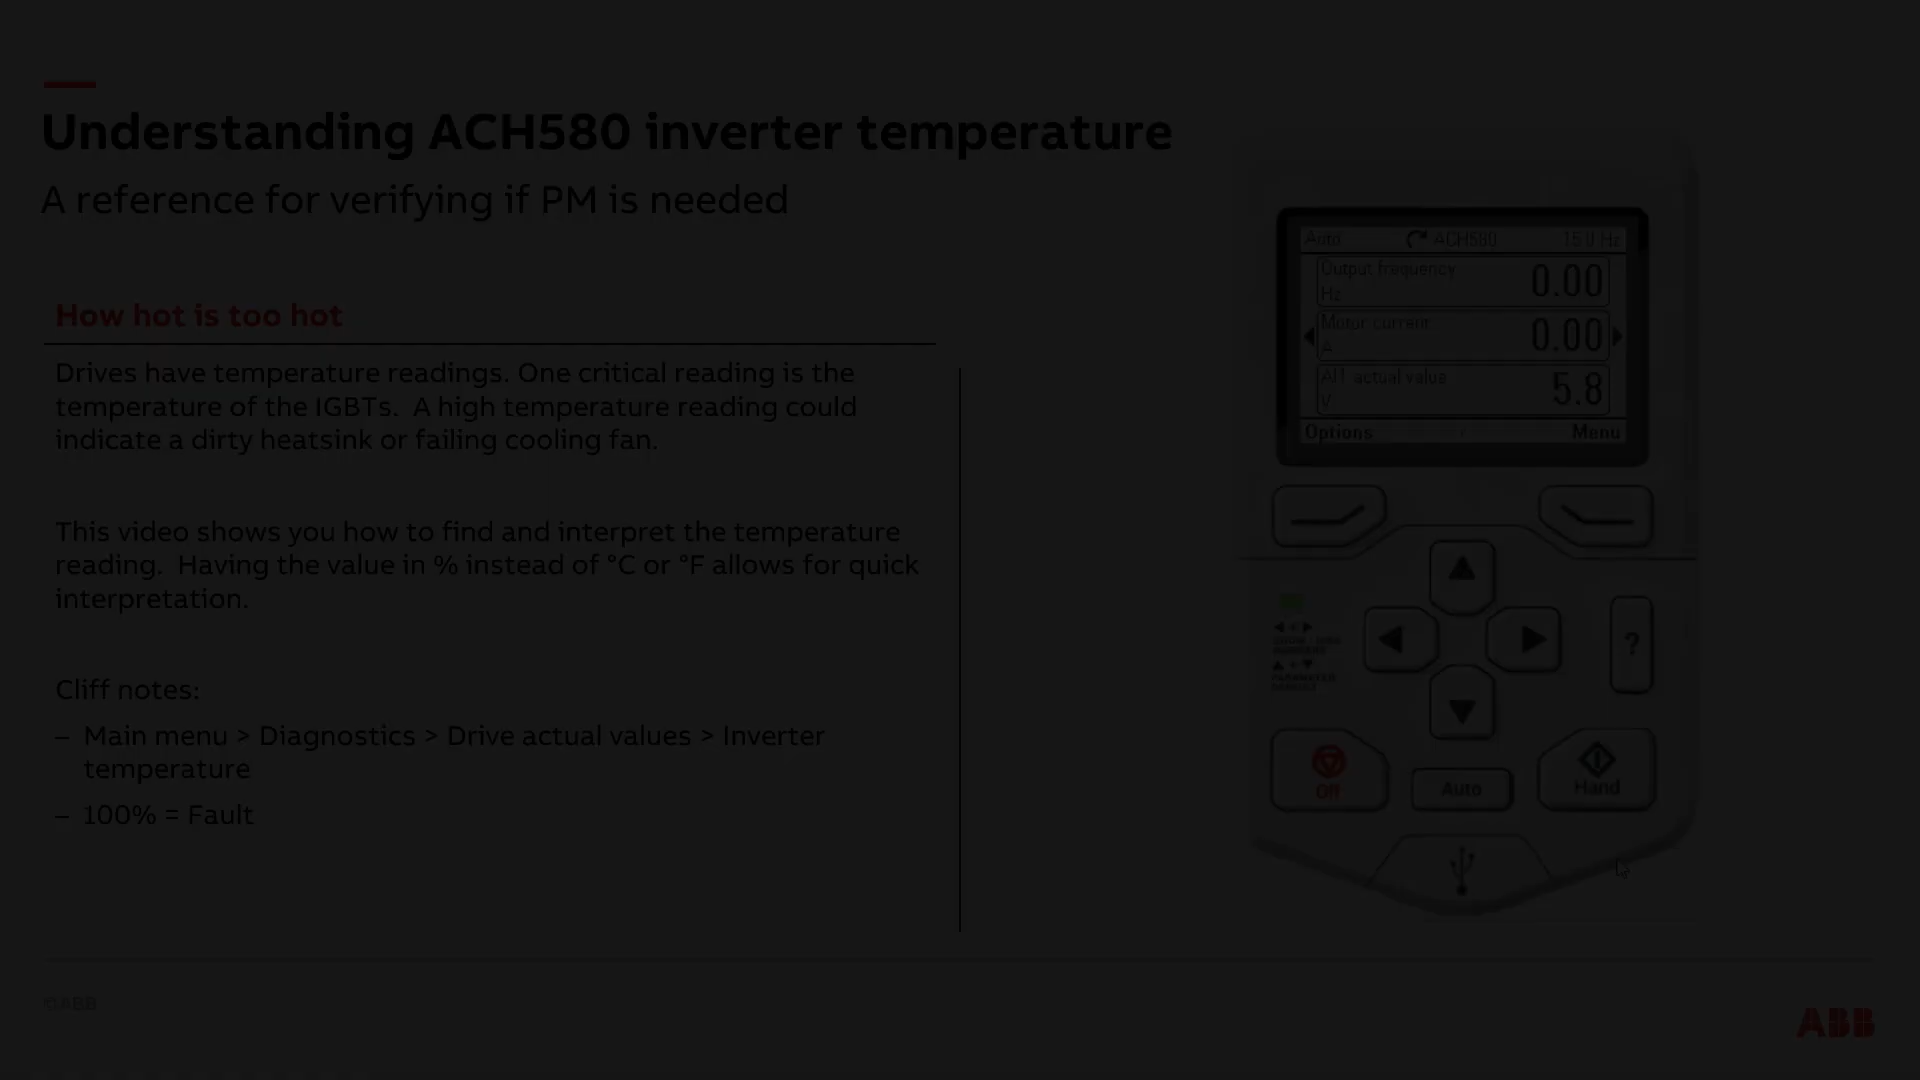 Understanding ACH580 inverter temperature
A reference for verifying if PM is needed
How hot is too hot
Drives have temperature readings. One critical reading is the
temperature of the IGBTs.  A high temperature reading could
indicate a dirty heatsink or failing cooling fan.
This video shows you how to find and interpret the temperature
reading.  Having the value in % instead of °C or °F allows for quick
interpretation.
Cliff notes:
– Main menu > Diagnostics > Drive actual values > Inverter
temperature
– 100% = Fault
Auto ACH580 15.0 Hz
Output frequency
Hz 0.00
Motor current
A 0.00
AI1 actual value
V 5.8
Options Menu
?
Off Auto Hand
© ABB
ABB